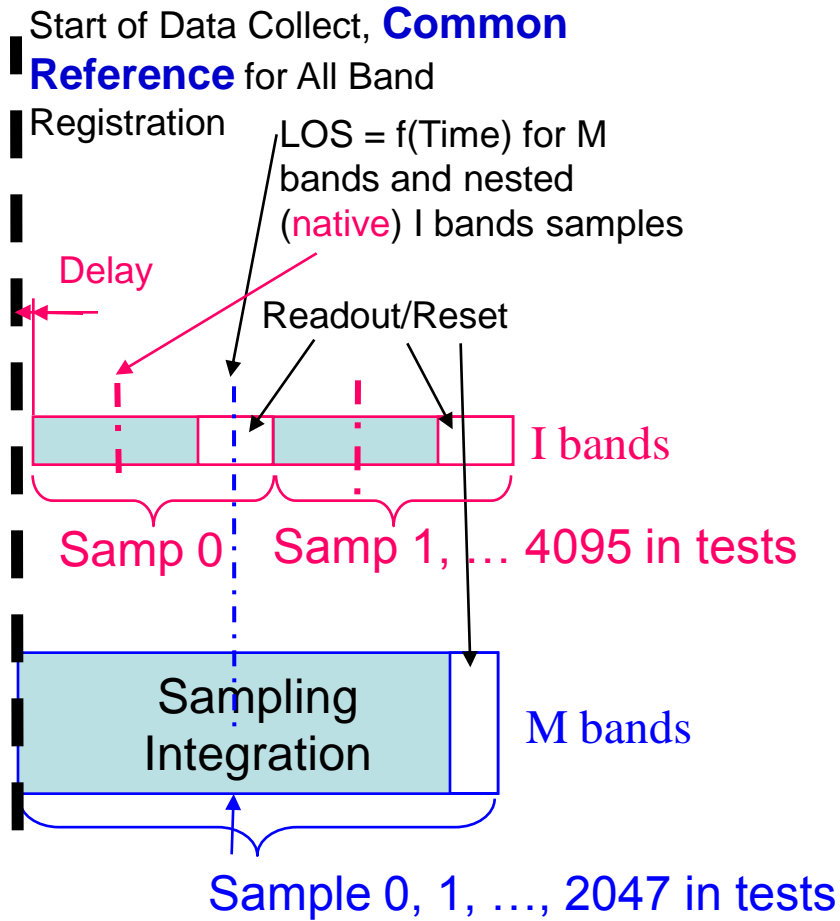 Start of Data Collect, Common
Reference for All Band
Registration
LOS = f(Time) for M
bands and nested
(native) I bands samples
Delay
Readout/Reset
I bands
Samp 0
Samp 1, … 4095 in tests
Sampling
Integration
M bands
Sample 0, 1, …, 2047 in tests